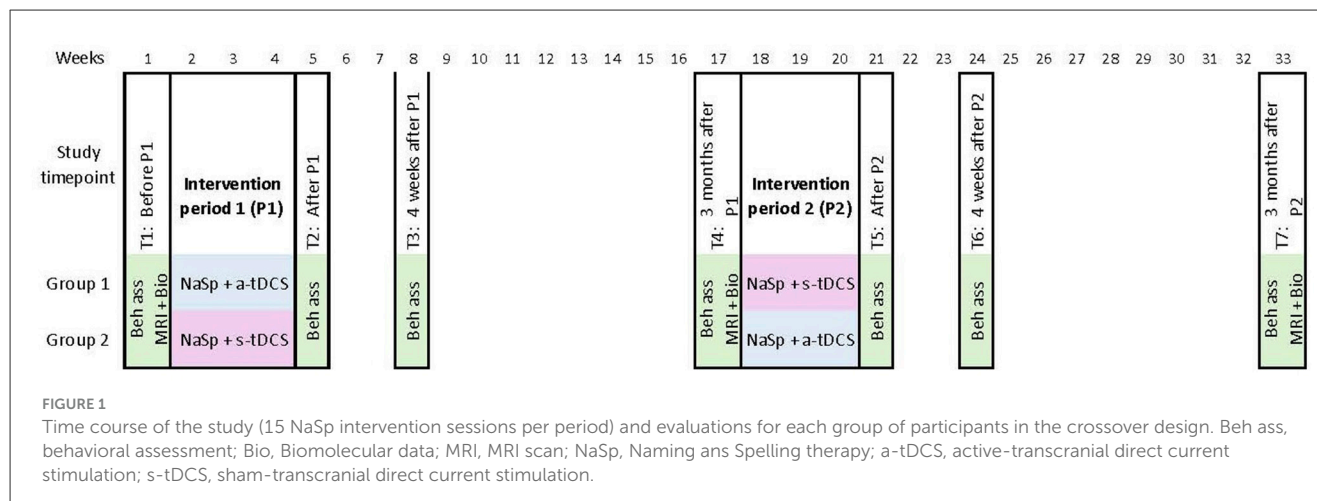 Weeks 1 2 3 4 5 6 7 8 9 10 11 12 13 14 15 16 17 18 19 20 21 22 23 24 25 26 27 28 29 30 31 32 33
Study
timepoint
T1: Before P1
Intervention
period 1 (P1)
T2: After P1
T3: 4 weeks after P1
T4: 3 months after
P1
Intervention
period 2 (P2)
T5: After P2
T6: 4 weeks after P2
T7: 3 months after
P2
Group 1
Group 2
Beh ass
MRI + Bio
NaSp + a-tDCS
NaSp + s-tDCS
Beh ass
Beh ass
Beh ass
MRI + Bio
NaSp + s-tDCS
NaSp + a-tDCS
Beh ass
Beh ass
Beh ass
MRI + Bio
FIGURE 1
Time course of the study (15 NaSp intervention sessions per period) and evaluations for each group of participants in the crossover design. Beh ass,
behavioral assessment; Bio, Biomolecular data; MRI, MRI scan; NaSp, Naming ans Spelling therapy; a-tDCS, active-transcranial direct current
stimulation; s-tDCS, sham-transcranial direct current stimulation.